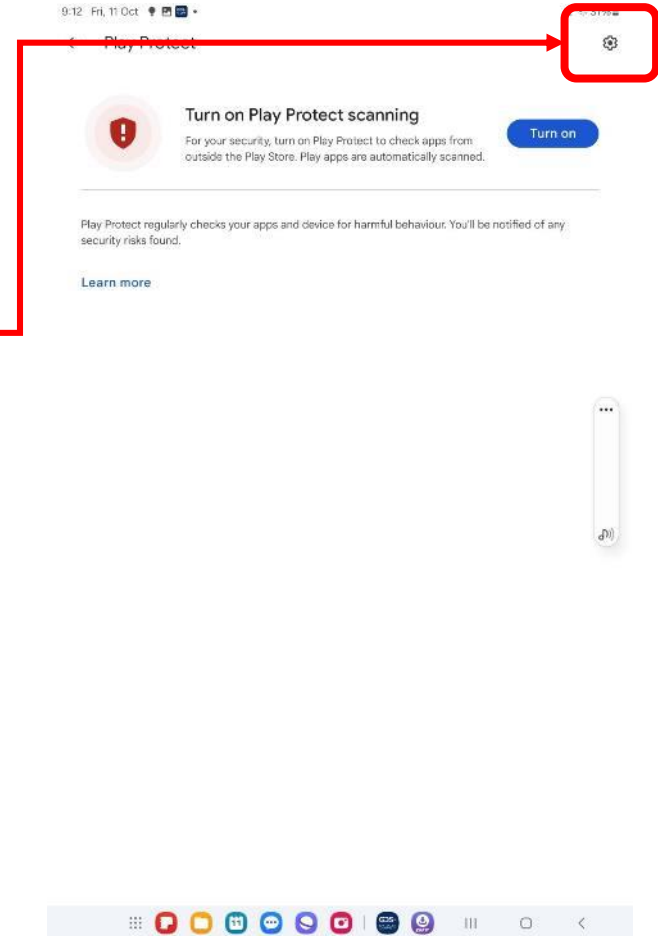 9:12 Fri, 11 Oct
Play Protect
Turn on Play Protect scanning
For your security, turn on Play Protect to check apps from
outside the Play Store. Play apps are automatically scanned.
Turn on
Play Protect regularly checks your apps and device for harmful behaviour. You'll be notified of any
security risks found.
Learn more